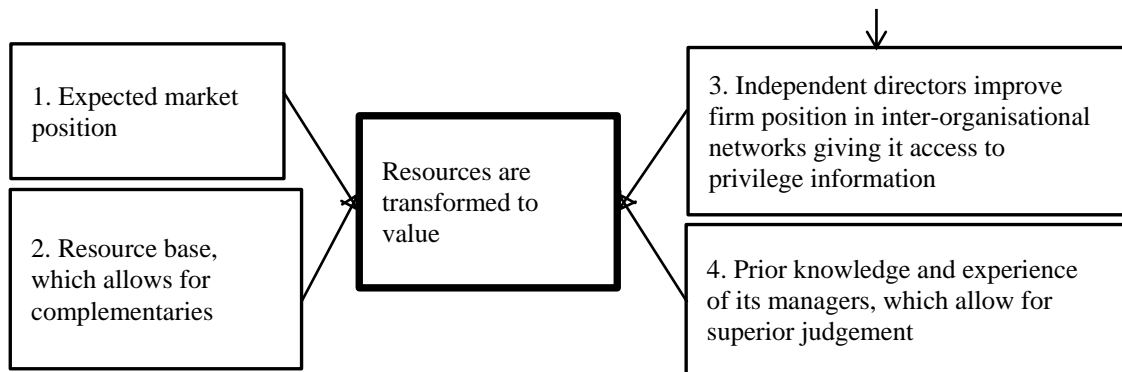 1. Expected market
position
2. Resource base,
which allows for
complementaries
Resources are
transformed to
value
3. Independent directors improve
firm position in inter-organisational
networks giving it access to
privilege information
4. Prior knowledge and experience
of its managers, which allow for
superior judgement